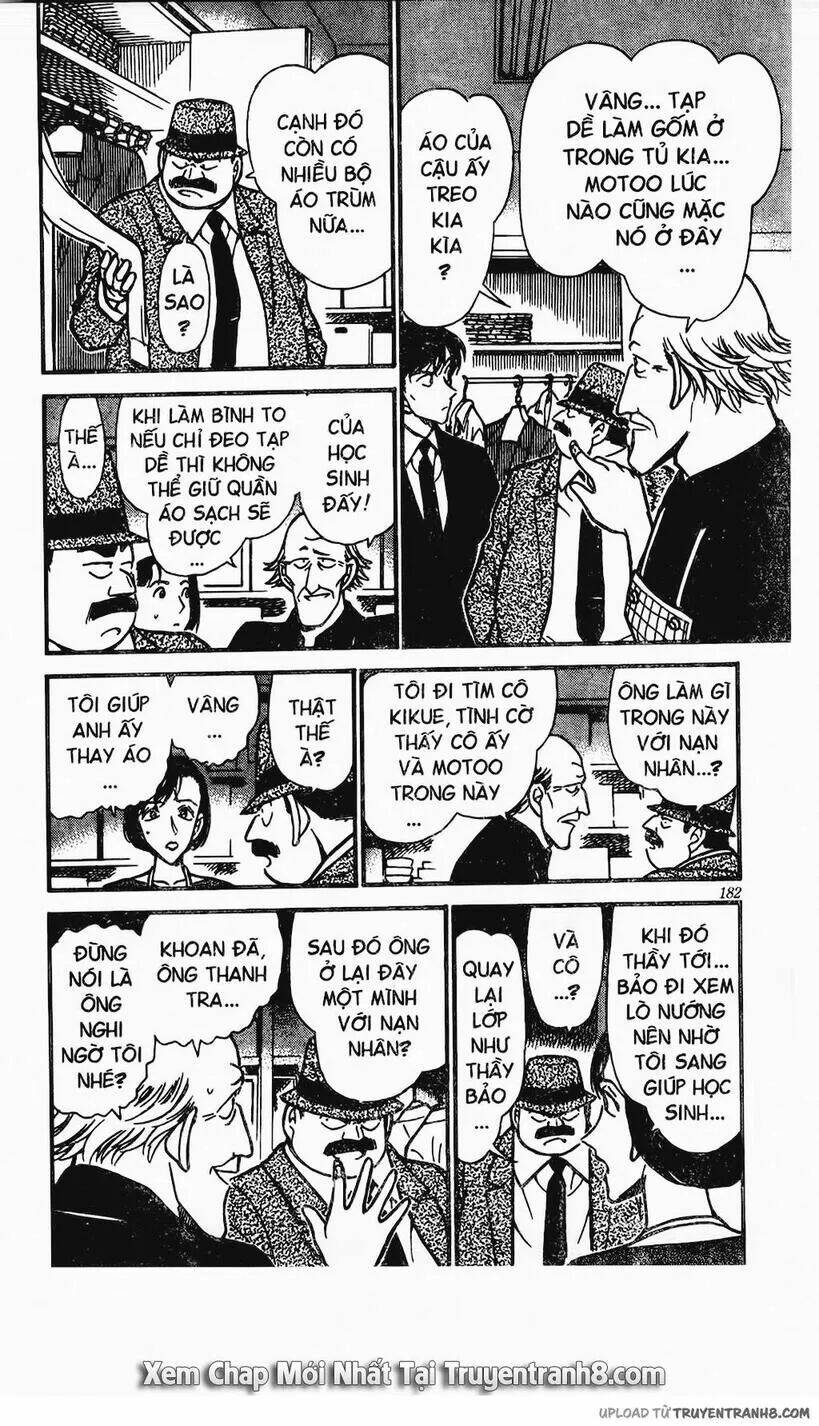 VÂNG... TẠP
DỀ LÀM GỐM Ở
TRONG TỦ KIA...
MOTOO LÚC
NÀO CŨNG MẶC
NÓ Ở ĐÂY
...
ÁO CỦA
CẬU ẤY
TREO
KIA
KÌA
?
CẠNH ĐÓ
CÒN CÓ
NHIỀU BỘ
ÁO TRÙM
NỮA...
LÀ
SAO
?
CỦA
HỌC
SINH
ĐẤY!
KHI LÀM BÌNH TO
NẾU CHỈ ĐEO TẠP
DỀ THÌ KHÔNG
THỂ GIỮ QUẦN
ÁO SẠCH SẼ
ĐƯỢC
...
THẾ
À...
ÔNG LÀM GÌ
TRONG NÀY
VỚI NẠN
NHÂN...?
TÔI ĐI TÌM CÔ
KIKUE, TÌNH CỜ
THẤY CÔ ẤY
VÀ MOTOO
TRONG NÀY
...
THẬT
THẾ
À?
VÂNG
...
TÔI GIÚP
ANH ẤY
THAY ÁO
...
182
KHI ĐÓ
THẦY TỚI...
BẢO ĐI XEM
LÒ NƯỚNG
NÊN NHỜ
TÔI SANG
GIÚP HỌC
SINH...
VÀ
CÔ
...?
QUAY
LẠI
LỚP
NHƯ
THẦY
BẢO
...
SAU ĐÓ ÔNG
Ở LẠI ĐÂY
MỘT MÌNH
VỚI NẠN
NHÂN?
KHOAN ĐÃ,
ÔNG THANH
TRA...
ĐỪNG
NÓI LÀ
ÔNG
NGHI
NGỜ TÔI
NHÉ?
Xem Chap Mới Nhất Tại Truyentranh8.com
UPLOAD TỪ TRUYENTRANH8.COM